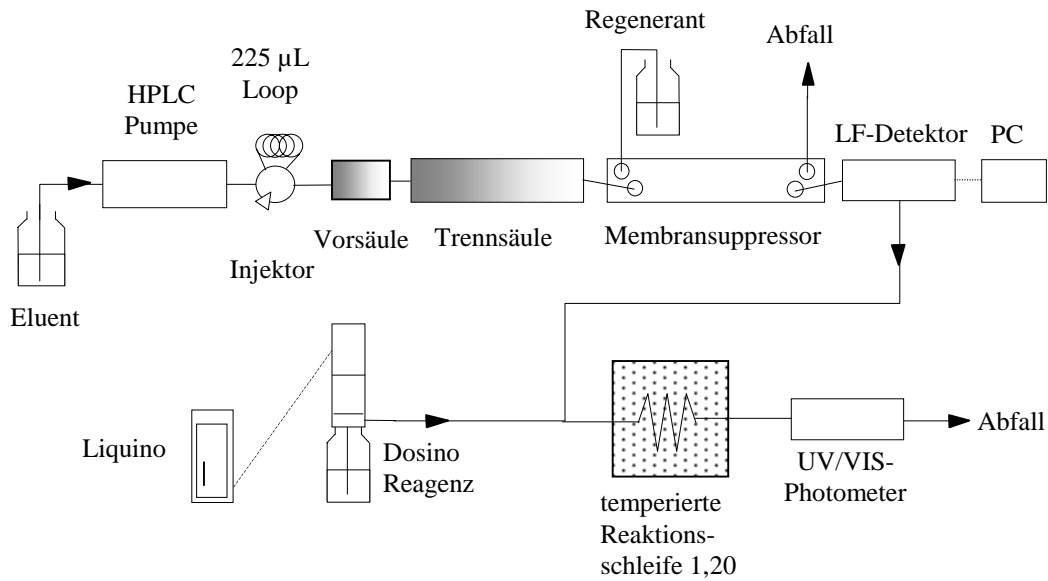 Regenerant
Abfall
225 µL
Loop
HPLC
Pumpe
LF-Detektor
PC
Vorsäule
Trennsäule
Membransuppressor
Injektor
Eluent
Liquino
Dosino
Reagenz
Abfall
UV/VIS-
Photometer
temperierte
Reaktions-
schleife 1,20